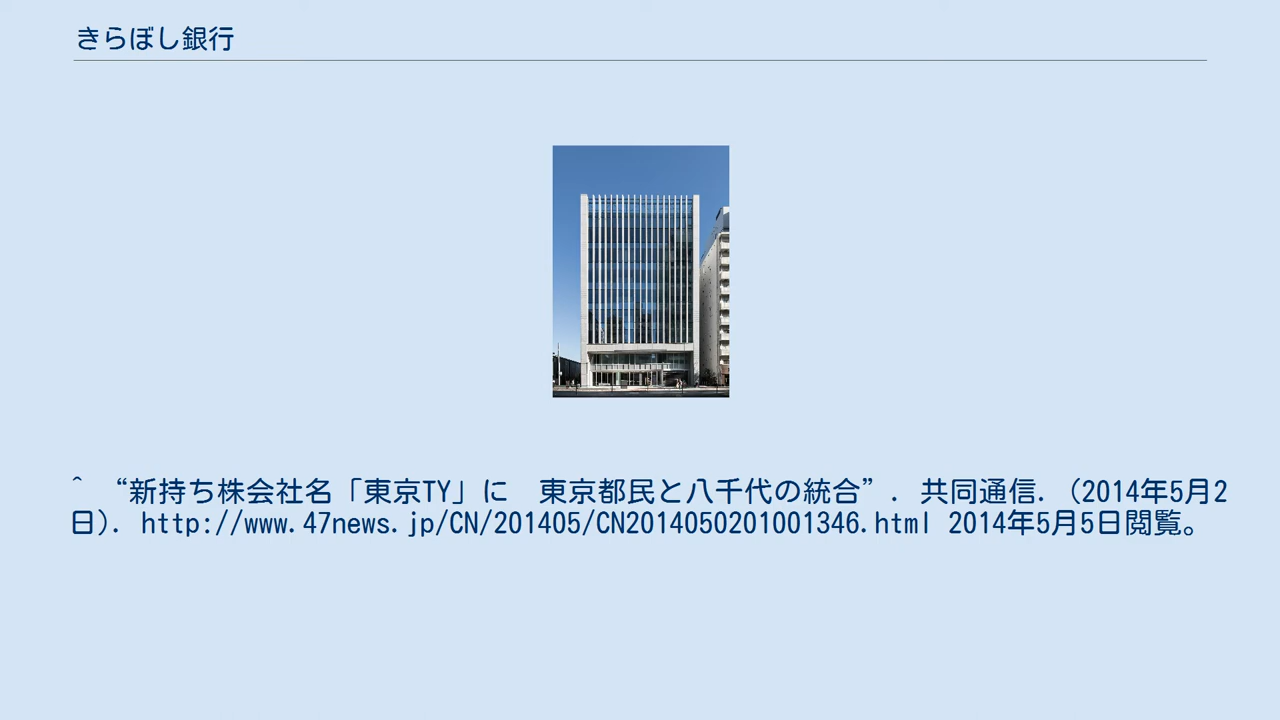 きらぼし銀行
^ “新持ち株会社名「東京TY」に　東京都民と八千代の統合”. 共同通信. (2014年5月2
日). http://www.47news.jp/CN/201405/CN2014050201001346.html 2014年5月5日閲覧。